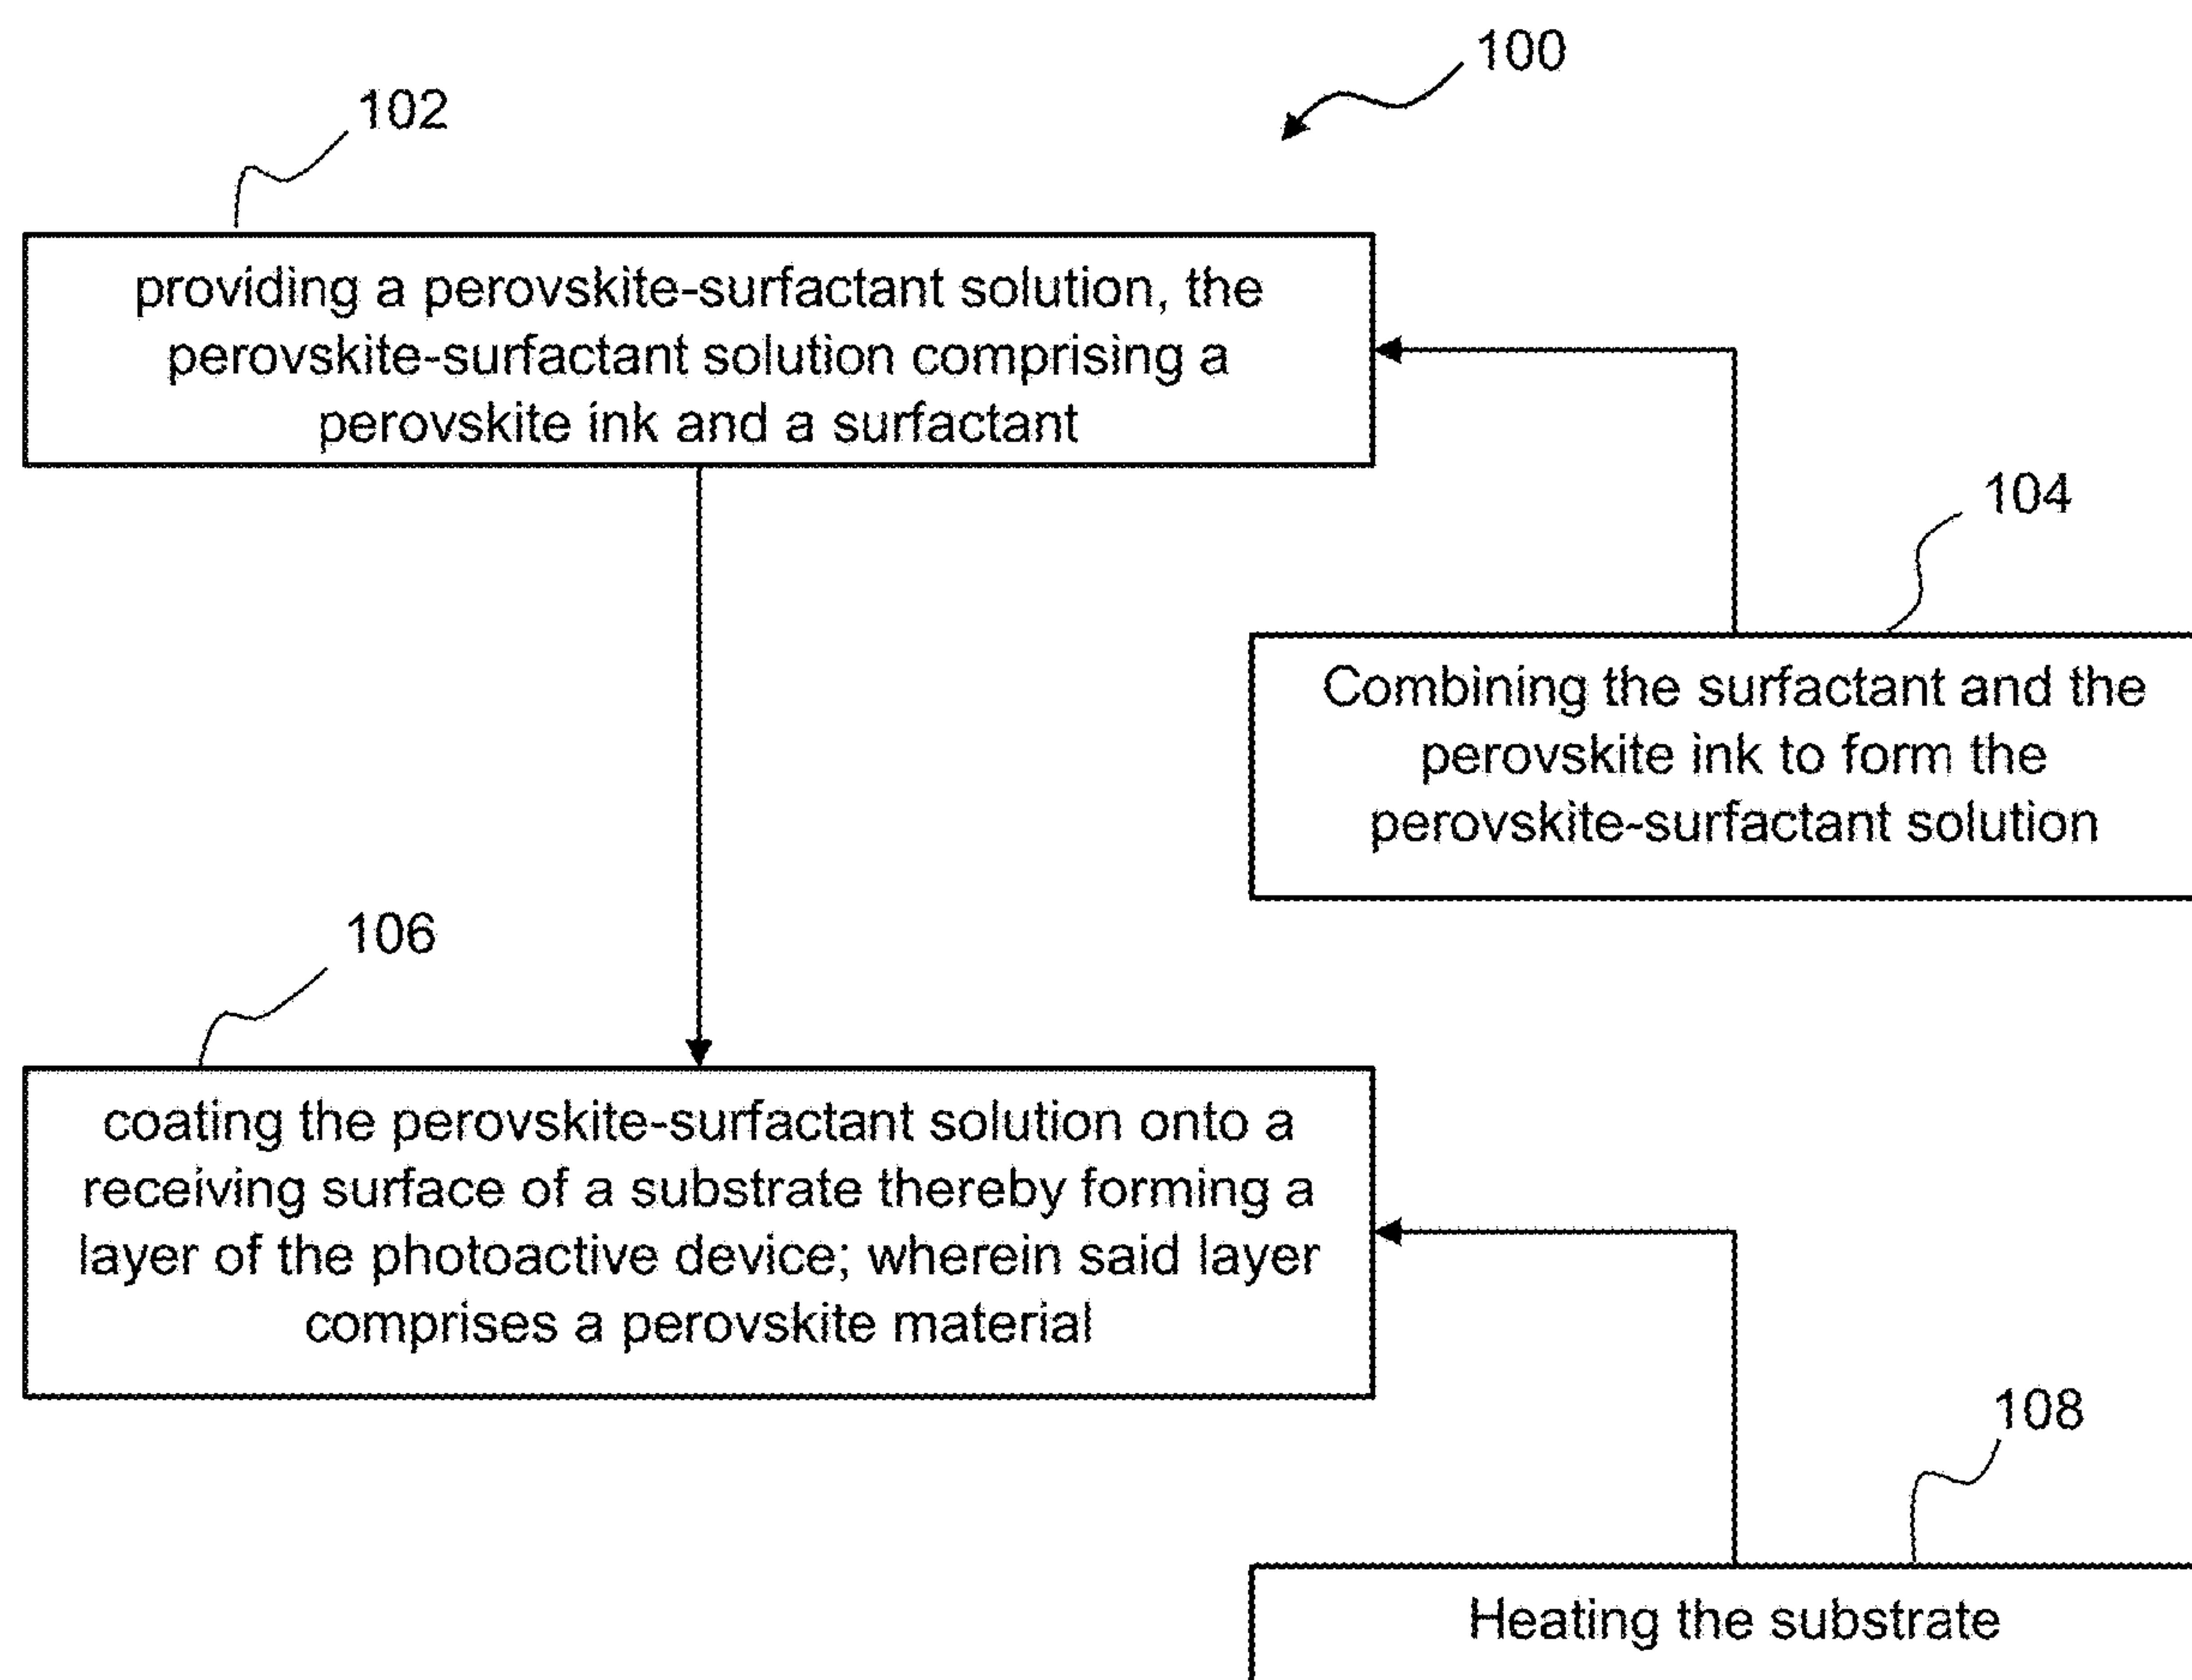 100
102
providing a perovskite-surfactant solution, the
perovskite-surfactant solution comprising a
perovskite ink and a surfactant
104
Combining the surfactant and the
perovskite ink to form the
perovskite-surfactant solution
106
coating the perovskite-surfactant solution onto a
receiving surface of a substrate thereby forming a
layer of the photoactive device; wherein said layer
comprises a perovskite material
108
Heating the substrate